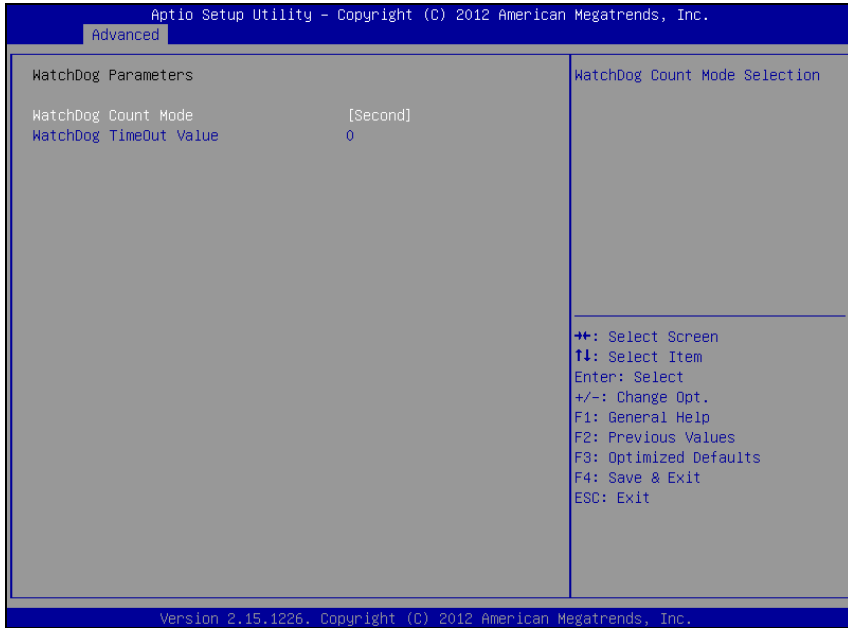 Aptio Setup Utility – Copyright (C) 2012 American Megatrends, Inc.
Advanced
WatchDog Parameters
WatchDog Count Mode [Second]
WatchDog TimeOut Value 0
WatchDog Count Mode Selection
→←: Select Screen
↑↓: Select Item
Enter: Select
+/-: Change Opt.
F1: General Help
F2: Previous Values
F3: Optimized Defaults
F4: Save & Exit
ESC: Exit
Version 2.15.1226. Copyright (C) 2012 American Megatrends, Inc.